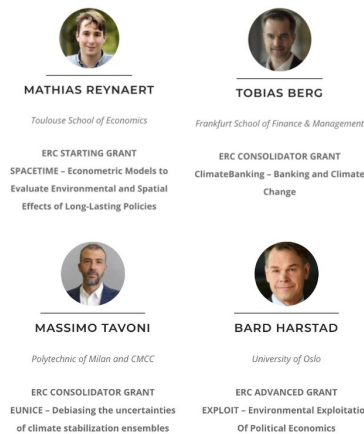 MATHIAS REYNAERT
Toulouse School of Economics
ERC STARTING GRANT
SPACETIME – Econometric Models to
Evaluate Environmental and Spatial
Effects of Long-Lasting Policies
TOBIAS BERG
Frankfurt School of Finance & Management
ERC CONSOLIDATOR GRANT
ClimateBanking – Banking and Climate
Change
MASSIMO TAVONI
Polytechnic of Milan and CMCC
ERC CONSOLIDATOR GRANT
EUNICE – Debiasing the uncertainties
of climate stabilization ensembles
BARD HARSTAD
University of Oslo
ERC ADVANCED GRANT
EXPLOIT – Environmental Exploitatio
Of Political Economics